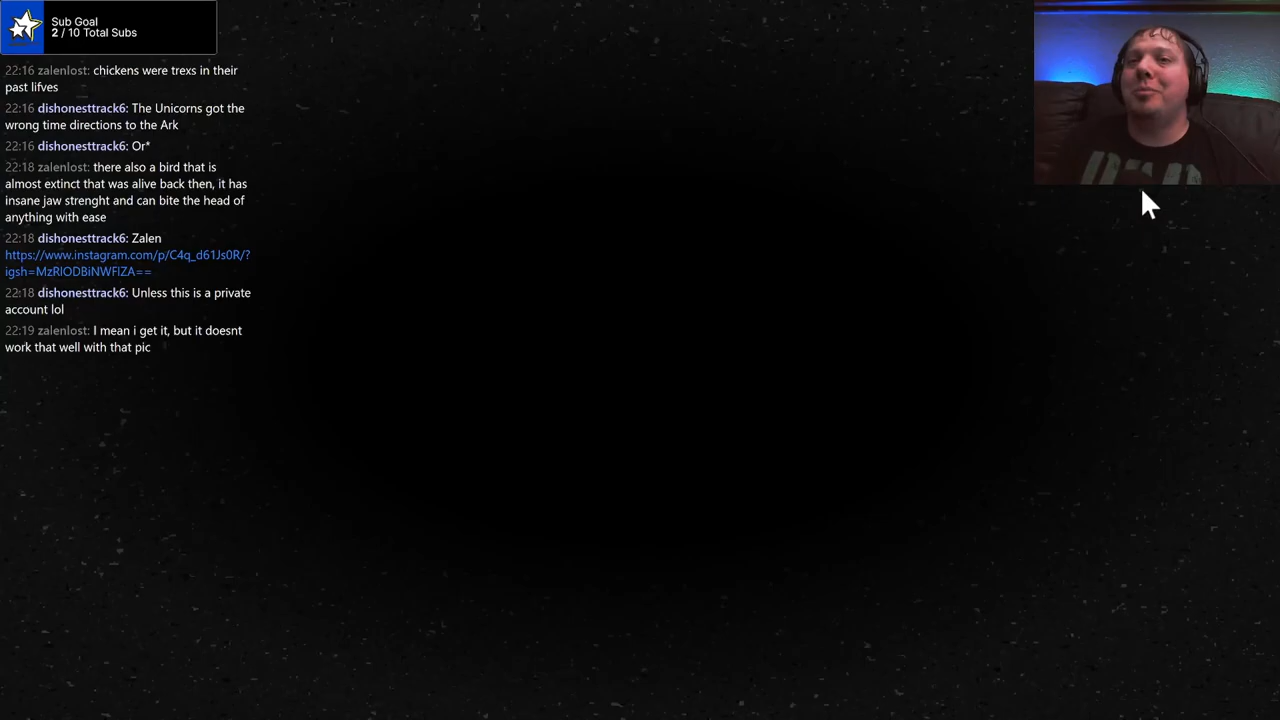 Sub Goal
2 / 10 Total Subs
22:16 zalenlost: chickens were trexs in their
past lifves
22:16 dishonesttrack6: The Unicorns got the
wrong time directions to the Ark
22:16 dishonesttrack6: Or*
22:18 zalenlost: there also a bird that is
almost extinct that was alive back then, it has
insane jaw strenght and can bite the head of
anything with ease
22:18 dishonesttrack6: Zalen
https://www.instagram.com/p/C4q_d61Js0R/?
igsh=MzRlODBiNWFlZA==
22:18 dishonesttrack6: Unless this is a private
account lol
22:19 zalenlost: I mean i get it, but it doesnt
work that well with that pic